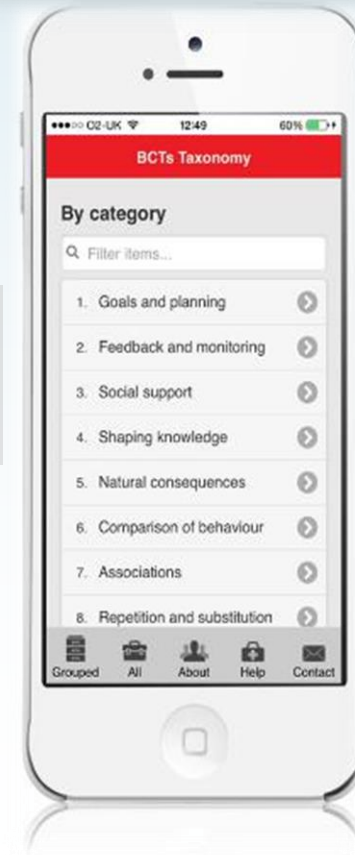 O2-UK 12:49 60%
BCTs Taxonomy
By category
Filter items...
1. Goals and planning
2. Feedback and monitoring
3. Social support
4. Shaping knowledge
5. Natural consequences
6. Comparison of behaviour
7. Associations
8. Repetition and substitution
Grouped All About Help Contact